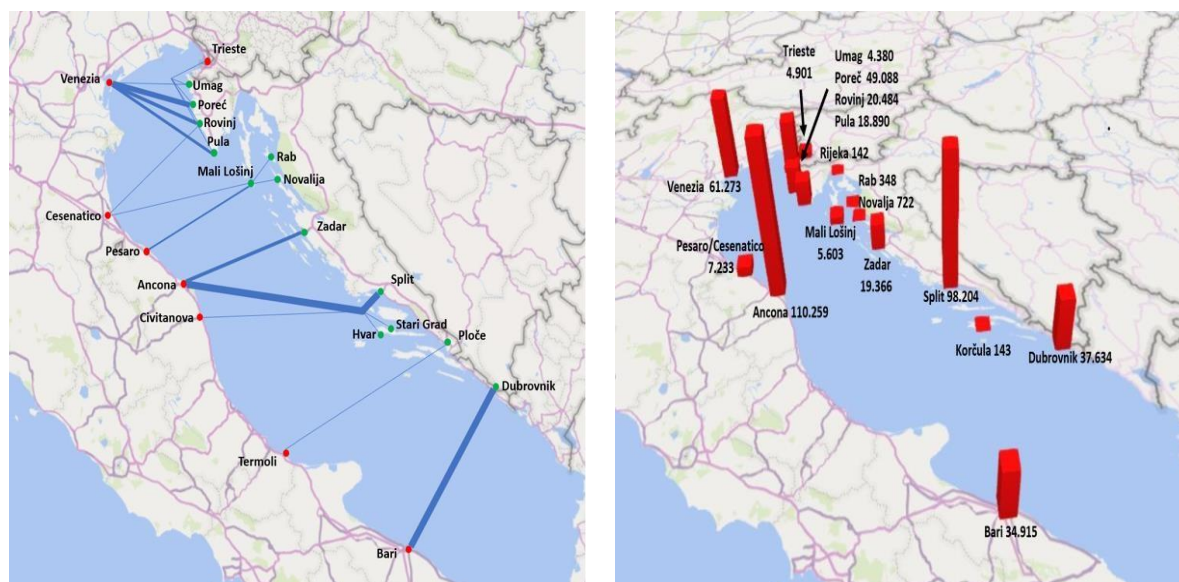 Trieste
Venezia
Umag
Poreć
Rovinj
Pula
Mali Lošinj
Rab
Novalija
Cesenatico
Zadar
Pesaro
Ancona
Split
Civitanova
Stari Grad
Hvar
Ploče
Dubrovnik
Termoli
Bari
Trieste
4.901
Umag 4.380
Poreč 49.088
Rovinj 20.484
Pula 18.890
Rijeka 142
Venezia 61.273
Rab 348
Novalja 722
Mali Lošinj
5.603
Pesaro/Cesenatico
7.233
Zadar
19.366
Ancona 110.259
Split 98.204
Korčula 143
Dubrovnik 37.634
Bari 34.915